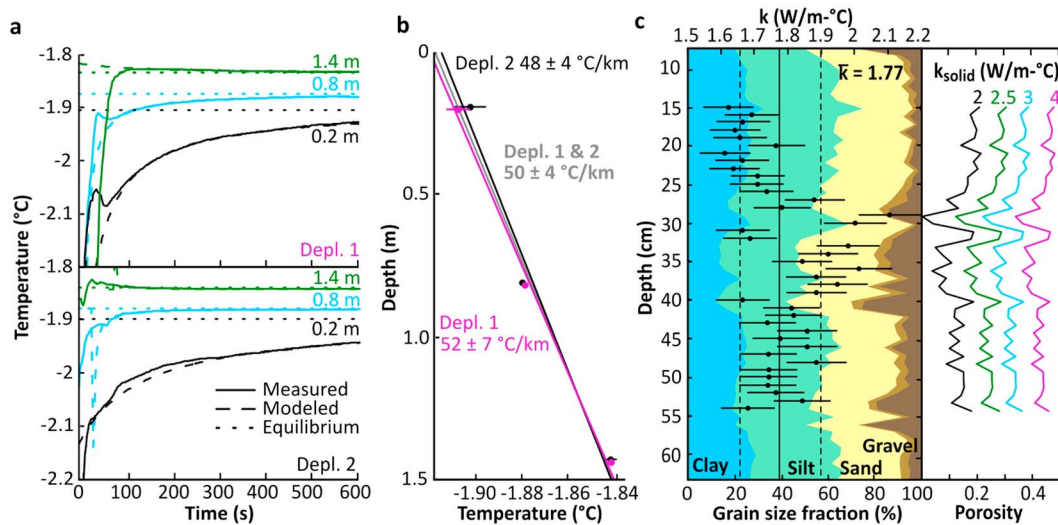 a
-1.8
-1.9
-2
-2.1
-1.8
-1.9
-2
-2.1
-2.2
Temperature (°C)
1.4 m
0.8 m
0.2 m
Depl. 1
1.4 m
0.8 m
0.2 m
Measured
Modeled
Equilibrium
Depl. 2
0 100 200 300 400 500 600
Time (s)
b
0
0.5
1.0
1.5
Depth (m)
Depl. 2 48 ± 4 °C/km
Depl. 1 & 2
50 ± 4 °C/km
Depl. 1
52 ± 7 °C/km
-1.90 -1.88 -1.86 -1.84
Temperature (°C)
c
k (W/m-°C)
1.5 1.6 1.7 1.8 1.9 2 2.1 2.2
k = 1.77
10
15
20
25
30
35
40
45
50
55
60
Depth (cm)
Clay
Silt
Sand
Gravel
0 20 40 60 80 100
Grain size fraction (%)
ksolid (W/m-°C)
2 2.5 3 4
0.2 0.4
Porosity